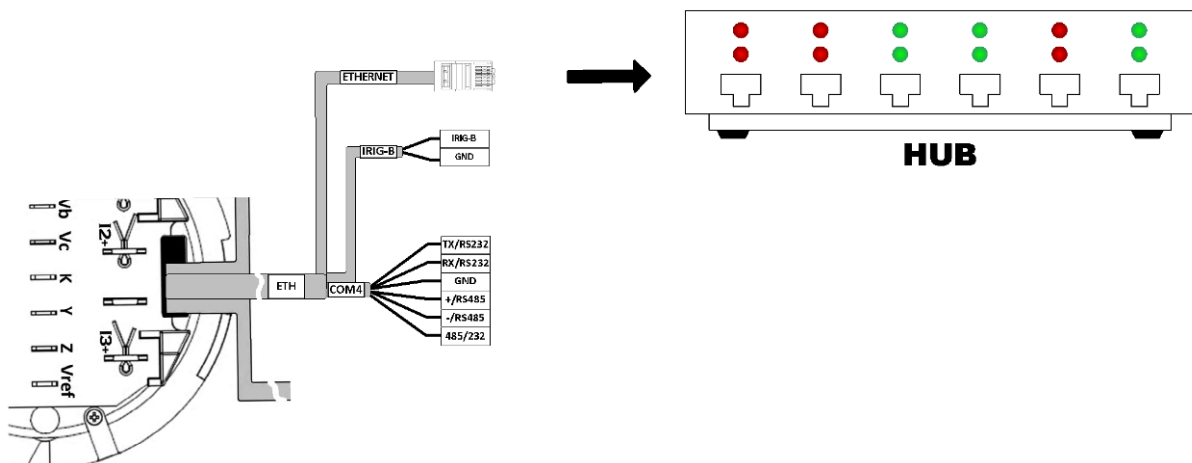 ETHERNET
IRIG-B
IRIG-B
GND
TX/RS232
RX/RS232
GND
+/RS485
-/RS485
485/232
ETH
COM4
Vb
Vc
K
Y
Z
Vref
I2+
I3+
HUB